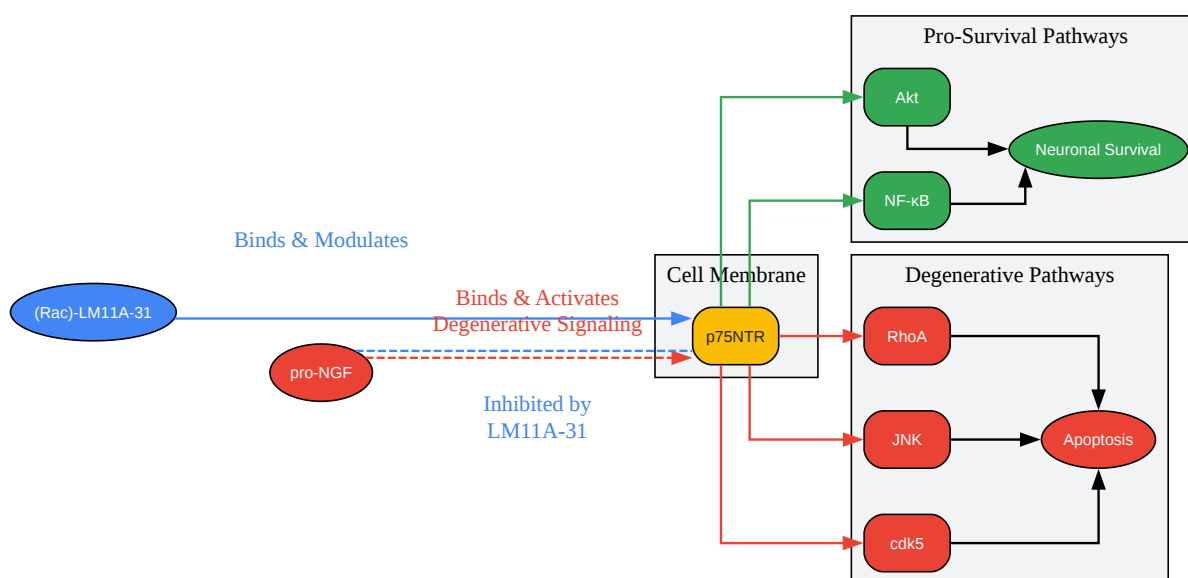 Pro-Survival Pathways
Akt
Neuronal Survival
NF-κB
Binds & Modulates
Cell Membrane
Degenerative Pathways
(Rac)-LM11A-31
Binds & Activates
Degenerative Signaling
p75NTR
RhoA
pro-NGF
Inhibited by
LM11A-31
JNK
Apoptosis
cdk5